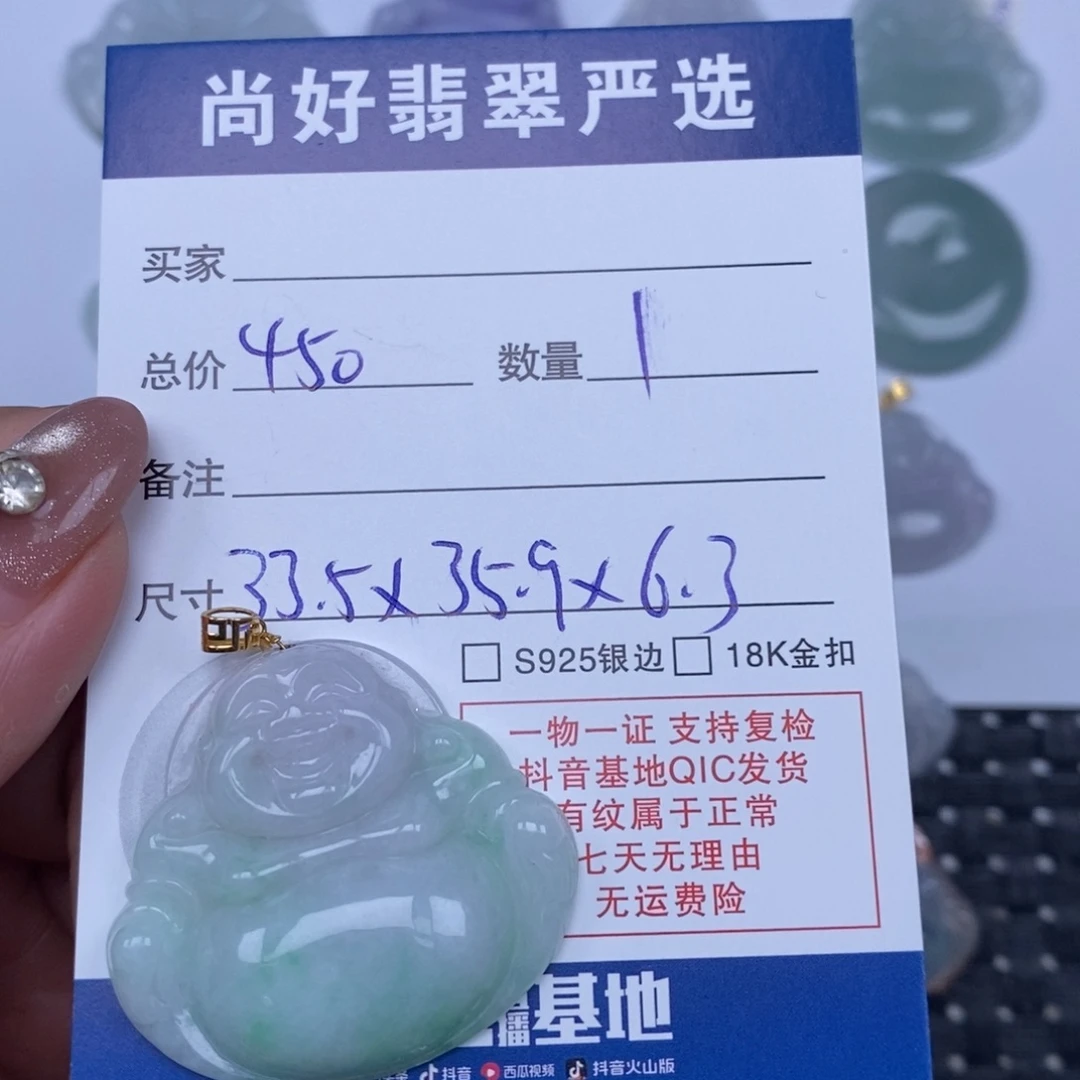 尚好翡翠严选
买家
总价 450 数量 1
备注
尺寸 33.5x35.9x6.3
S925银边 18K金扣
一物一证 支持复检
抖音基地QIC发货
有纹属于正常
七天无理由
无运费险
播基地
抖音 西瓜视频 抖音火山版